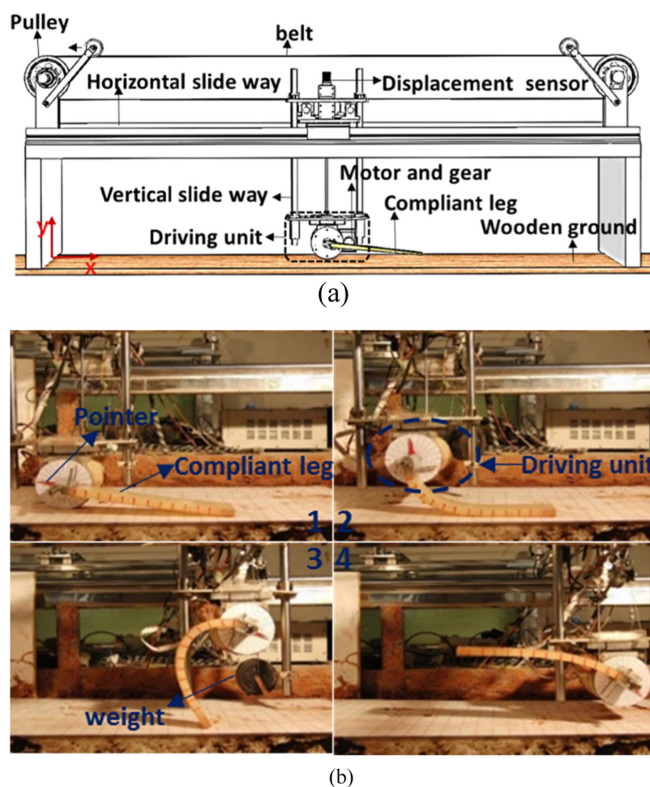 Pulley
belt
Horizontal slide way
Displacement sensor
Vertical slide way
Motor and gear
Compliant leg
Driving unit
Wooden ground
y
x
(a)
Pointer
Compliant leg
Driving unit
1 2
3 4
weight
(b)